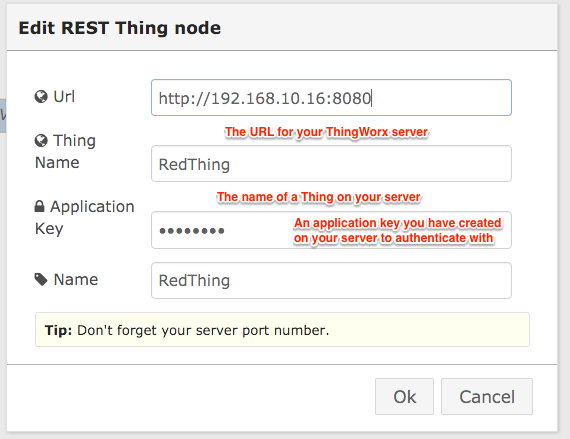 Edit REST Thing node
Url
http://192.168.10.16:8080
The URL for your ThingWorx server
Thing
Name
RedThing
The name of a Thing on your server
Application
Key
••••••••
An application key you have created
on your server to authenticate with
Name
RedThing
Tip: Don't forget your server port number.
Ok
Cancel